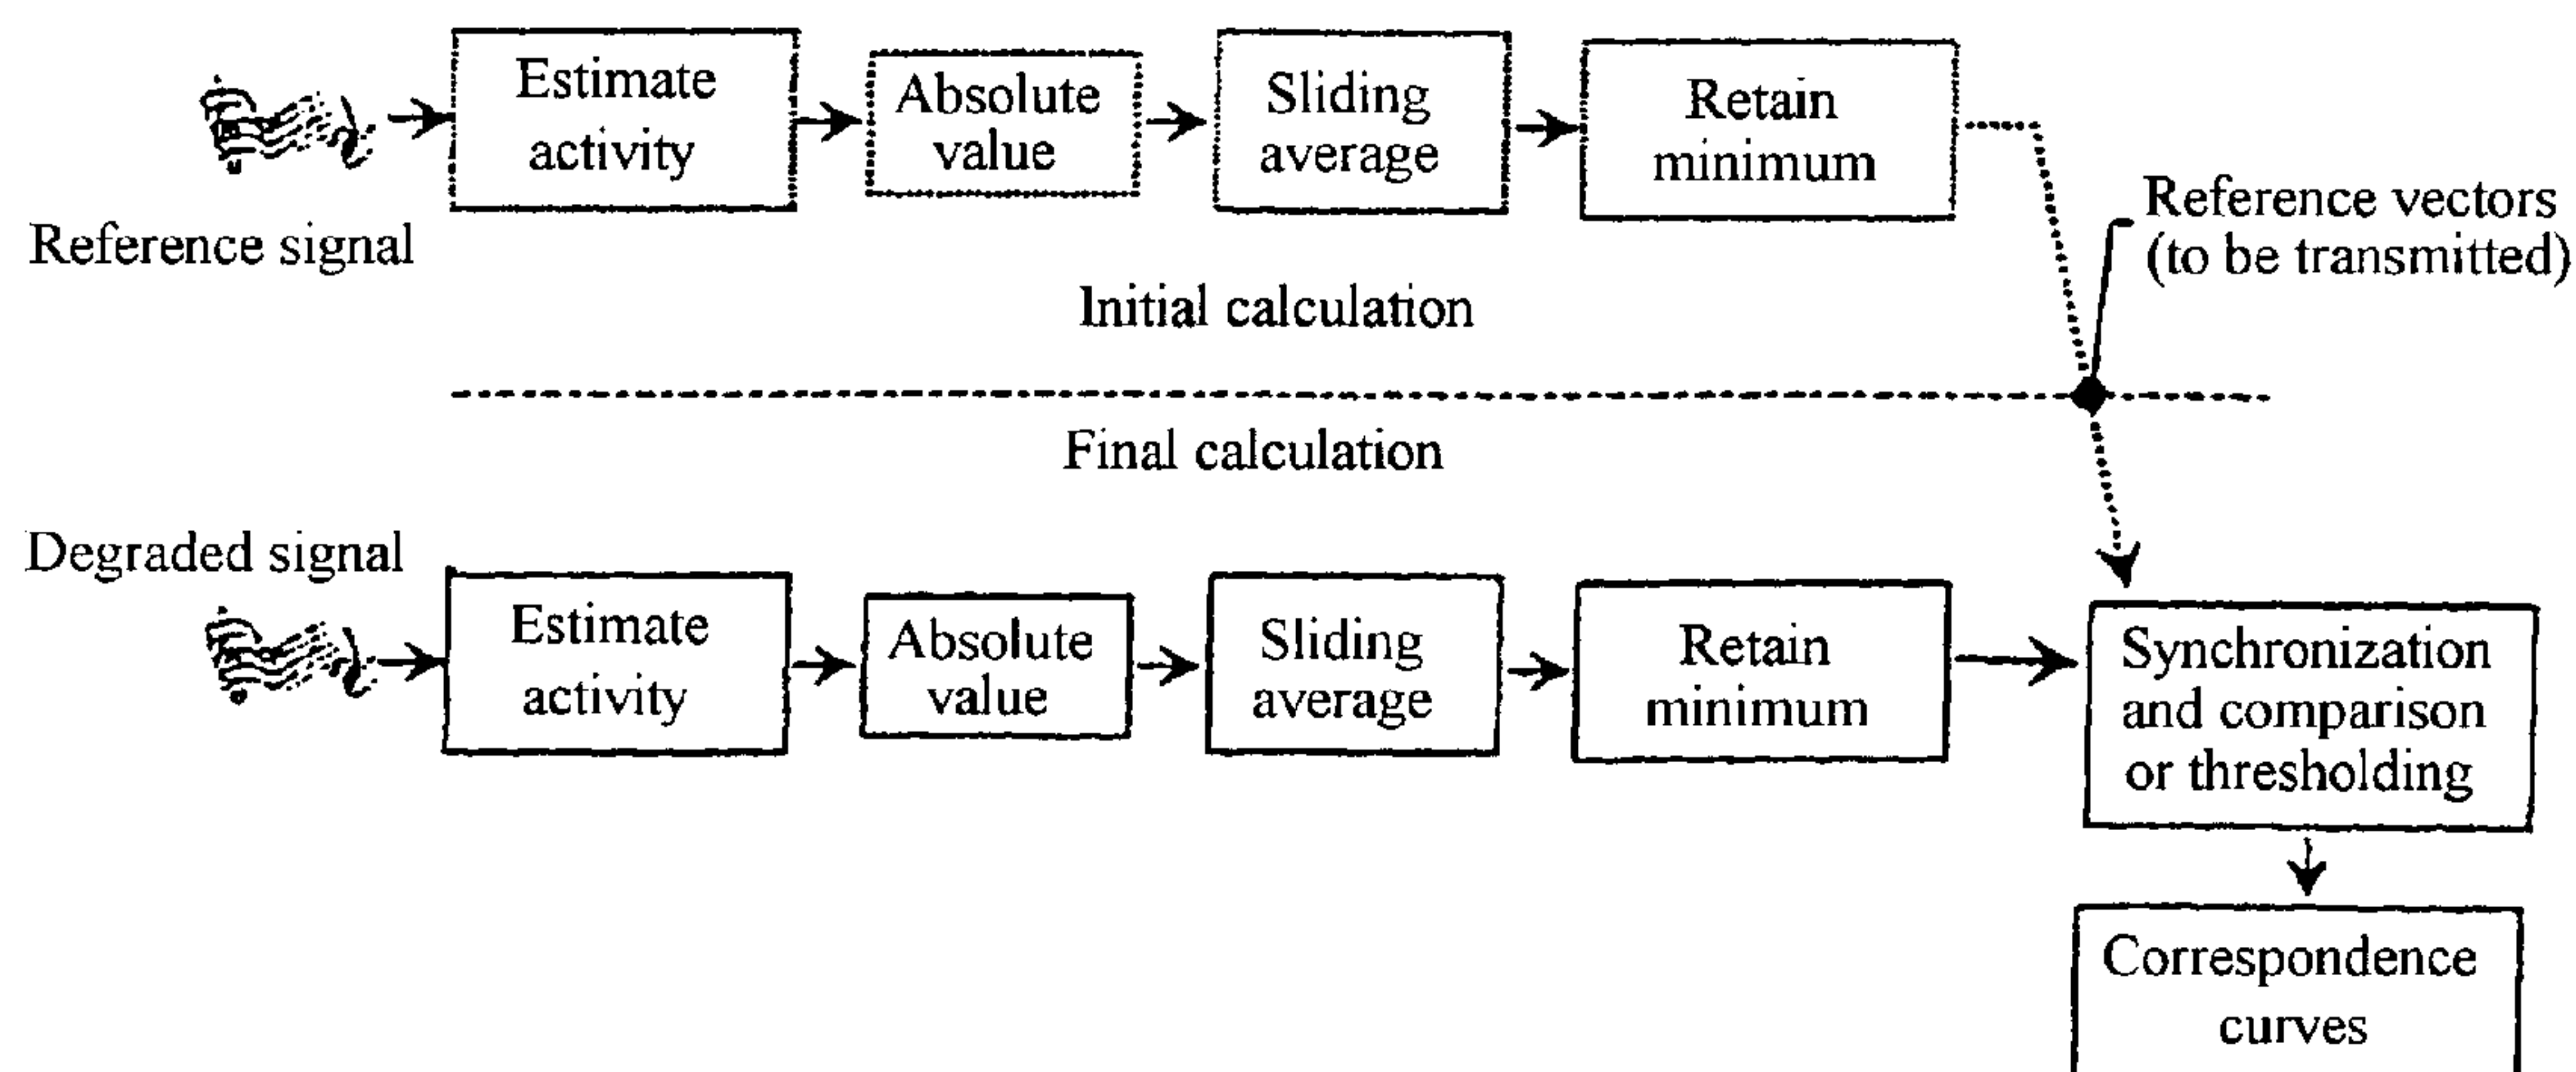 Estimate
activity
Absolute
value
Sliding
average
Retain
minimum
Reference signal
Reference vectors
(to be transmitted)
Initial calculation
Final calculation
Degraded signal
Estimate
activity
Absolute
value
Sliding
average
Retain
minimum
Synchronization
and comparison
or thresholding
Correspondence
curves